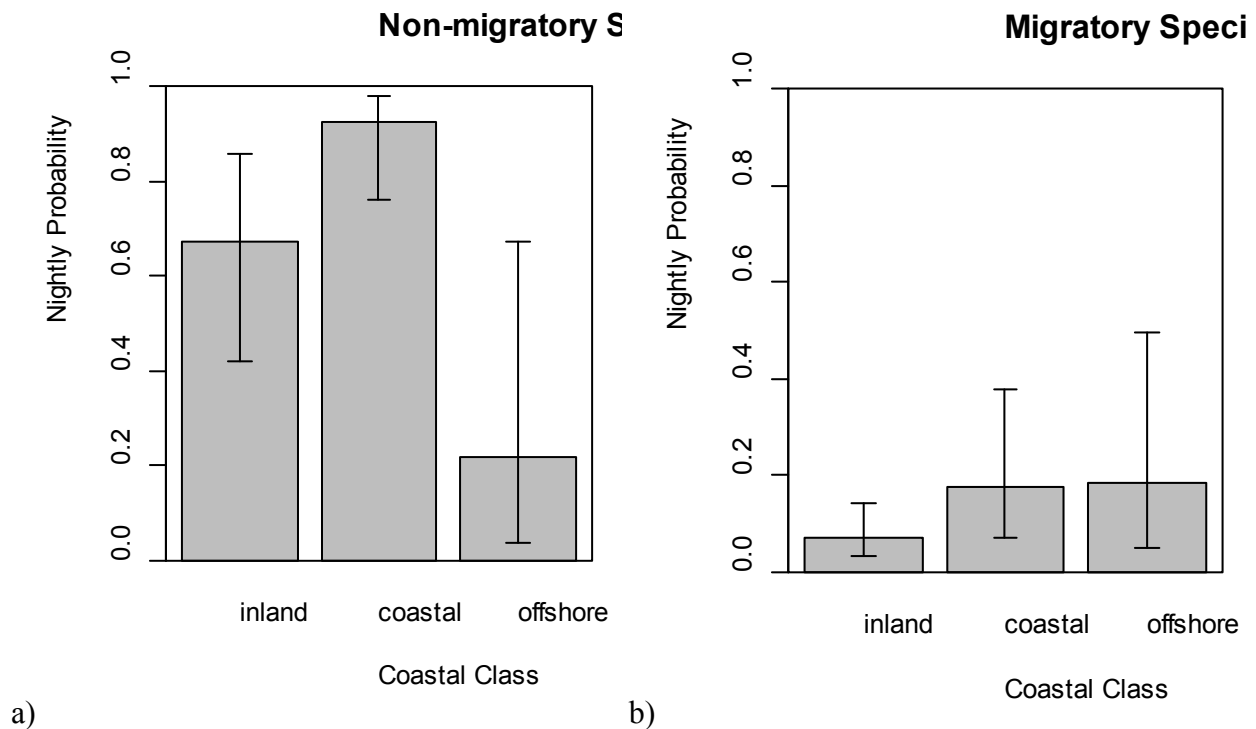 Non-migratory S
Nightly Probability
1.0
0.8
0.6
0.4
0.2
0.0
inland coastal offshore
Coastal Class
a)
Migratory Speci
Nightly Probability
1.0
0.8
0.6
0.4
0.2
0.0
inland coastal offshore
Coastal Class
b)